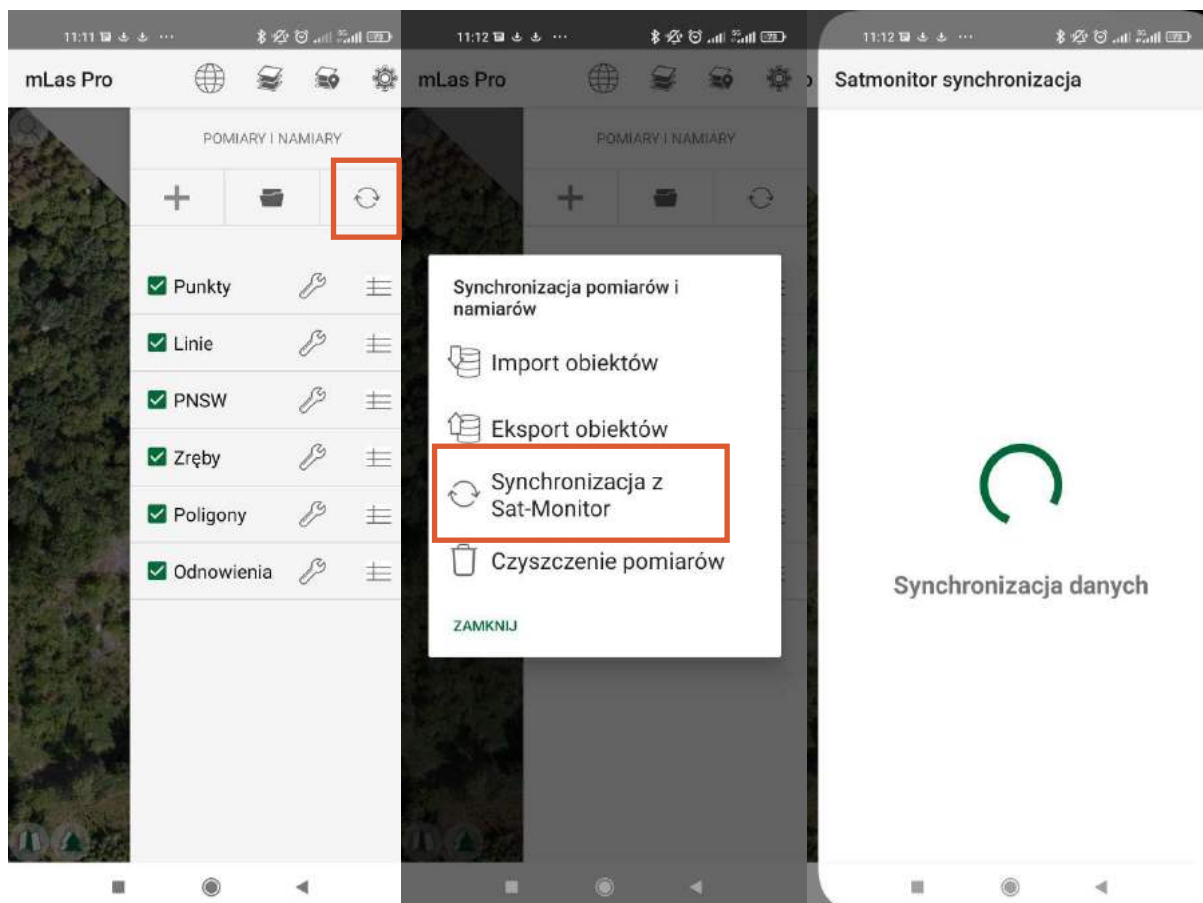 11:11
mLas Pro
POMIARY I NAMIARY
Punkty
Linie
PNSW
Zręby
Poligony
Odnowienia
11:12
mLas Pro
POMIARY I NAMIARY
Synchronizacja pomiarów i
namiarów
Import obiektów
Eksport obiektów
Synchronizacja z
Sat-Monitor
Czyszczenie pomiarów
ZAMKNIJ
11:12
Satmonitor synchronizacja
Synchronizacja danych